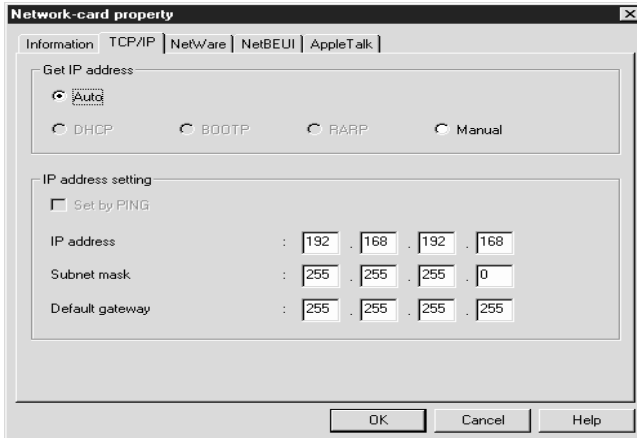 Network-card property
Information TCP/IP NetWare NetBEUI AppleTalk
Get IP address
Auto
DHCP BOOTP RARP Manual
IP address setting
Set by PING
IP address : 192 . 168 . 192 . 168
Subnet mask : 255 . 255 . 255 . 0
Default gateway : 255 . 255 . 255 . 255
OK Cancel Help